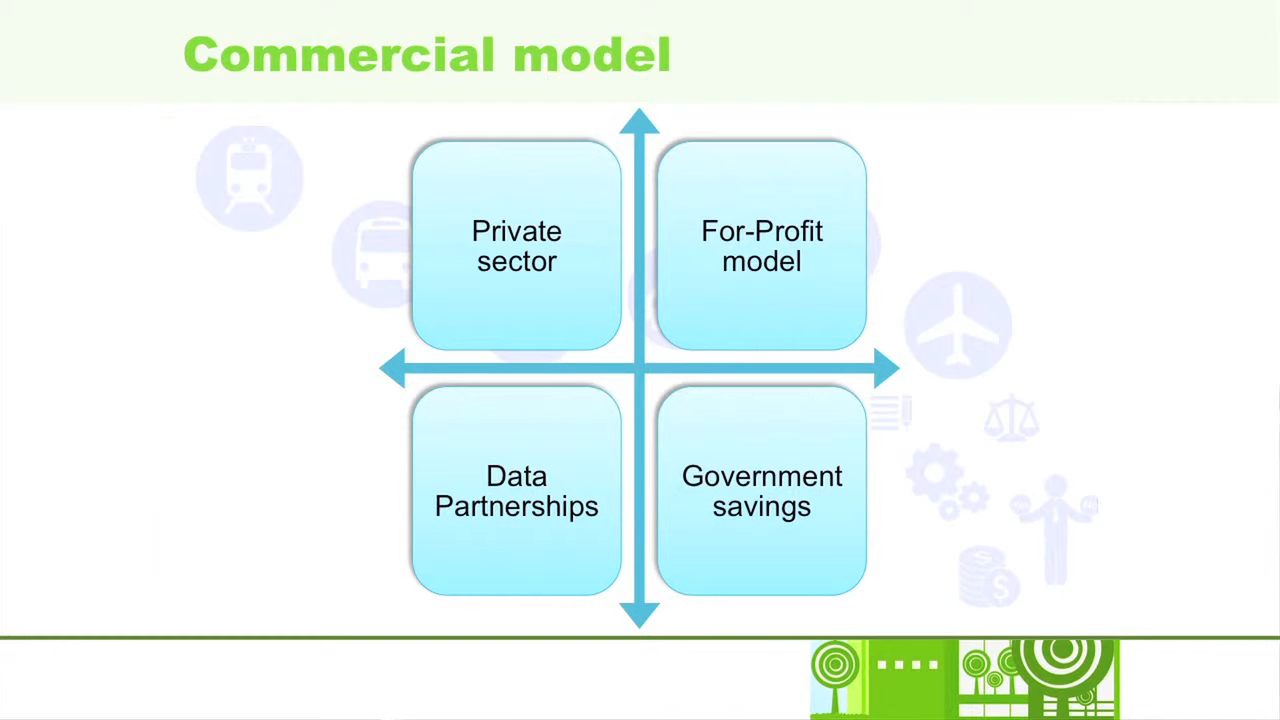 Commercial model
Private
sector
For-Profit
model
Data
Partnerships
Government
savings